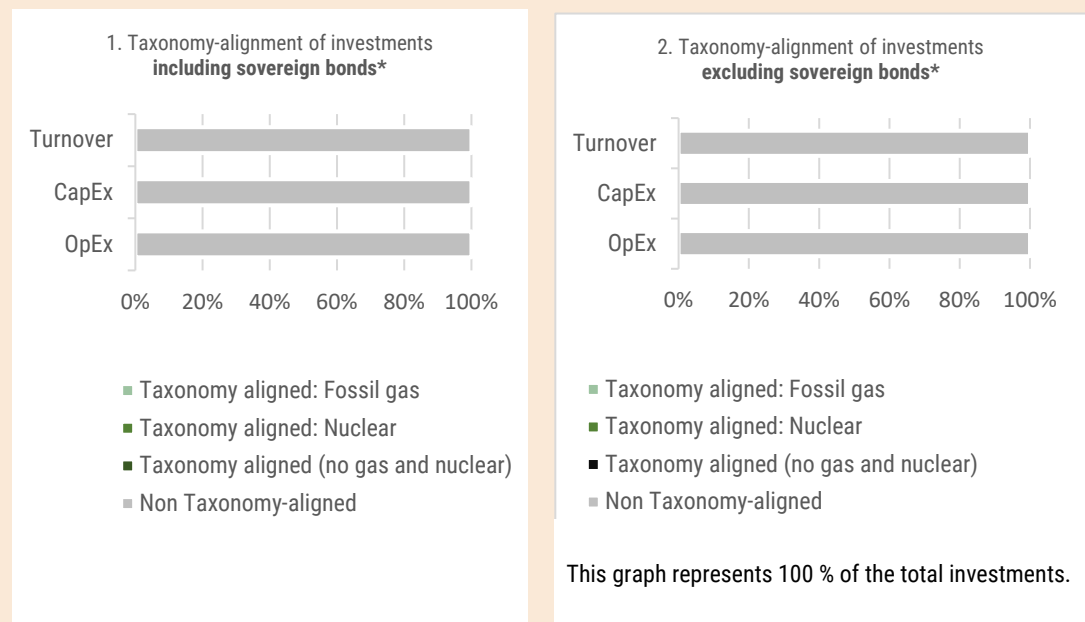 1. Taxonomy-alignment of investments
including sovereign bonds*
Turnover
CapEx
OpEx
0% 20% 40% 60% 80% 100%
Taxonomy aligned: Fossil gas
Taxonomy aligned: Nuclear
Taxonomy aligned (no gas and nuclear)
Non Taxonomy-aligned
2. Taxonomy-alignment of investments
excluding sovereign bonds*
Turnover
CapEx
OpEx
0% 20% 40% 60% 80% 100%
Taxonomy aligned: Fossil gas
Taxonomy aligned: Nuclear
Taxonomy aligned (no gas and nuclear)
Non Taxonomy-aligned
This graph represents 100 % of the total investments.